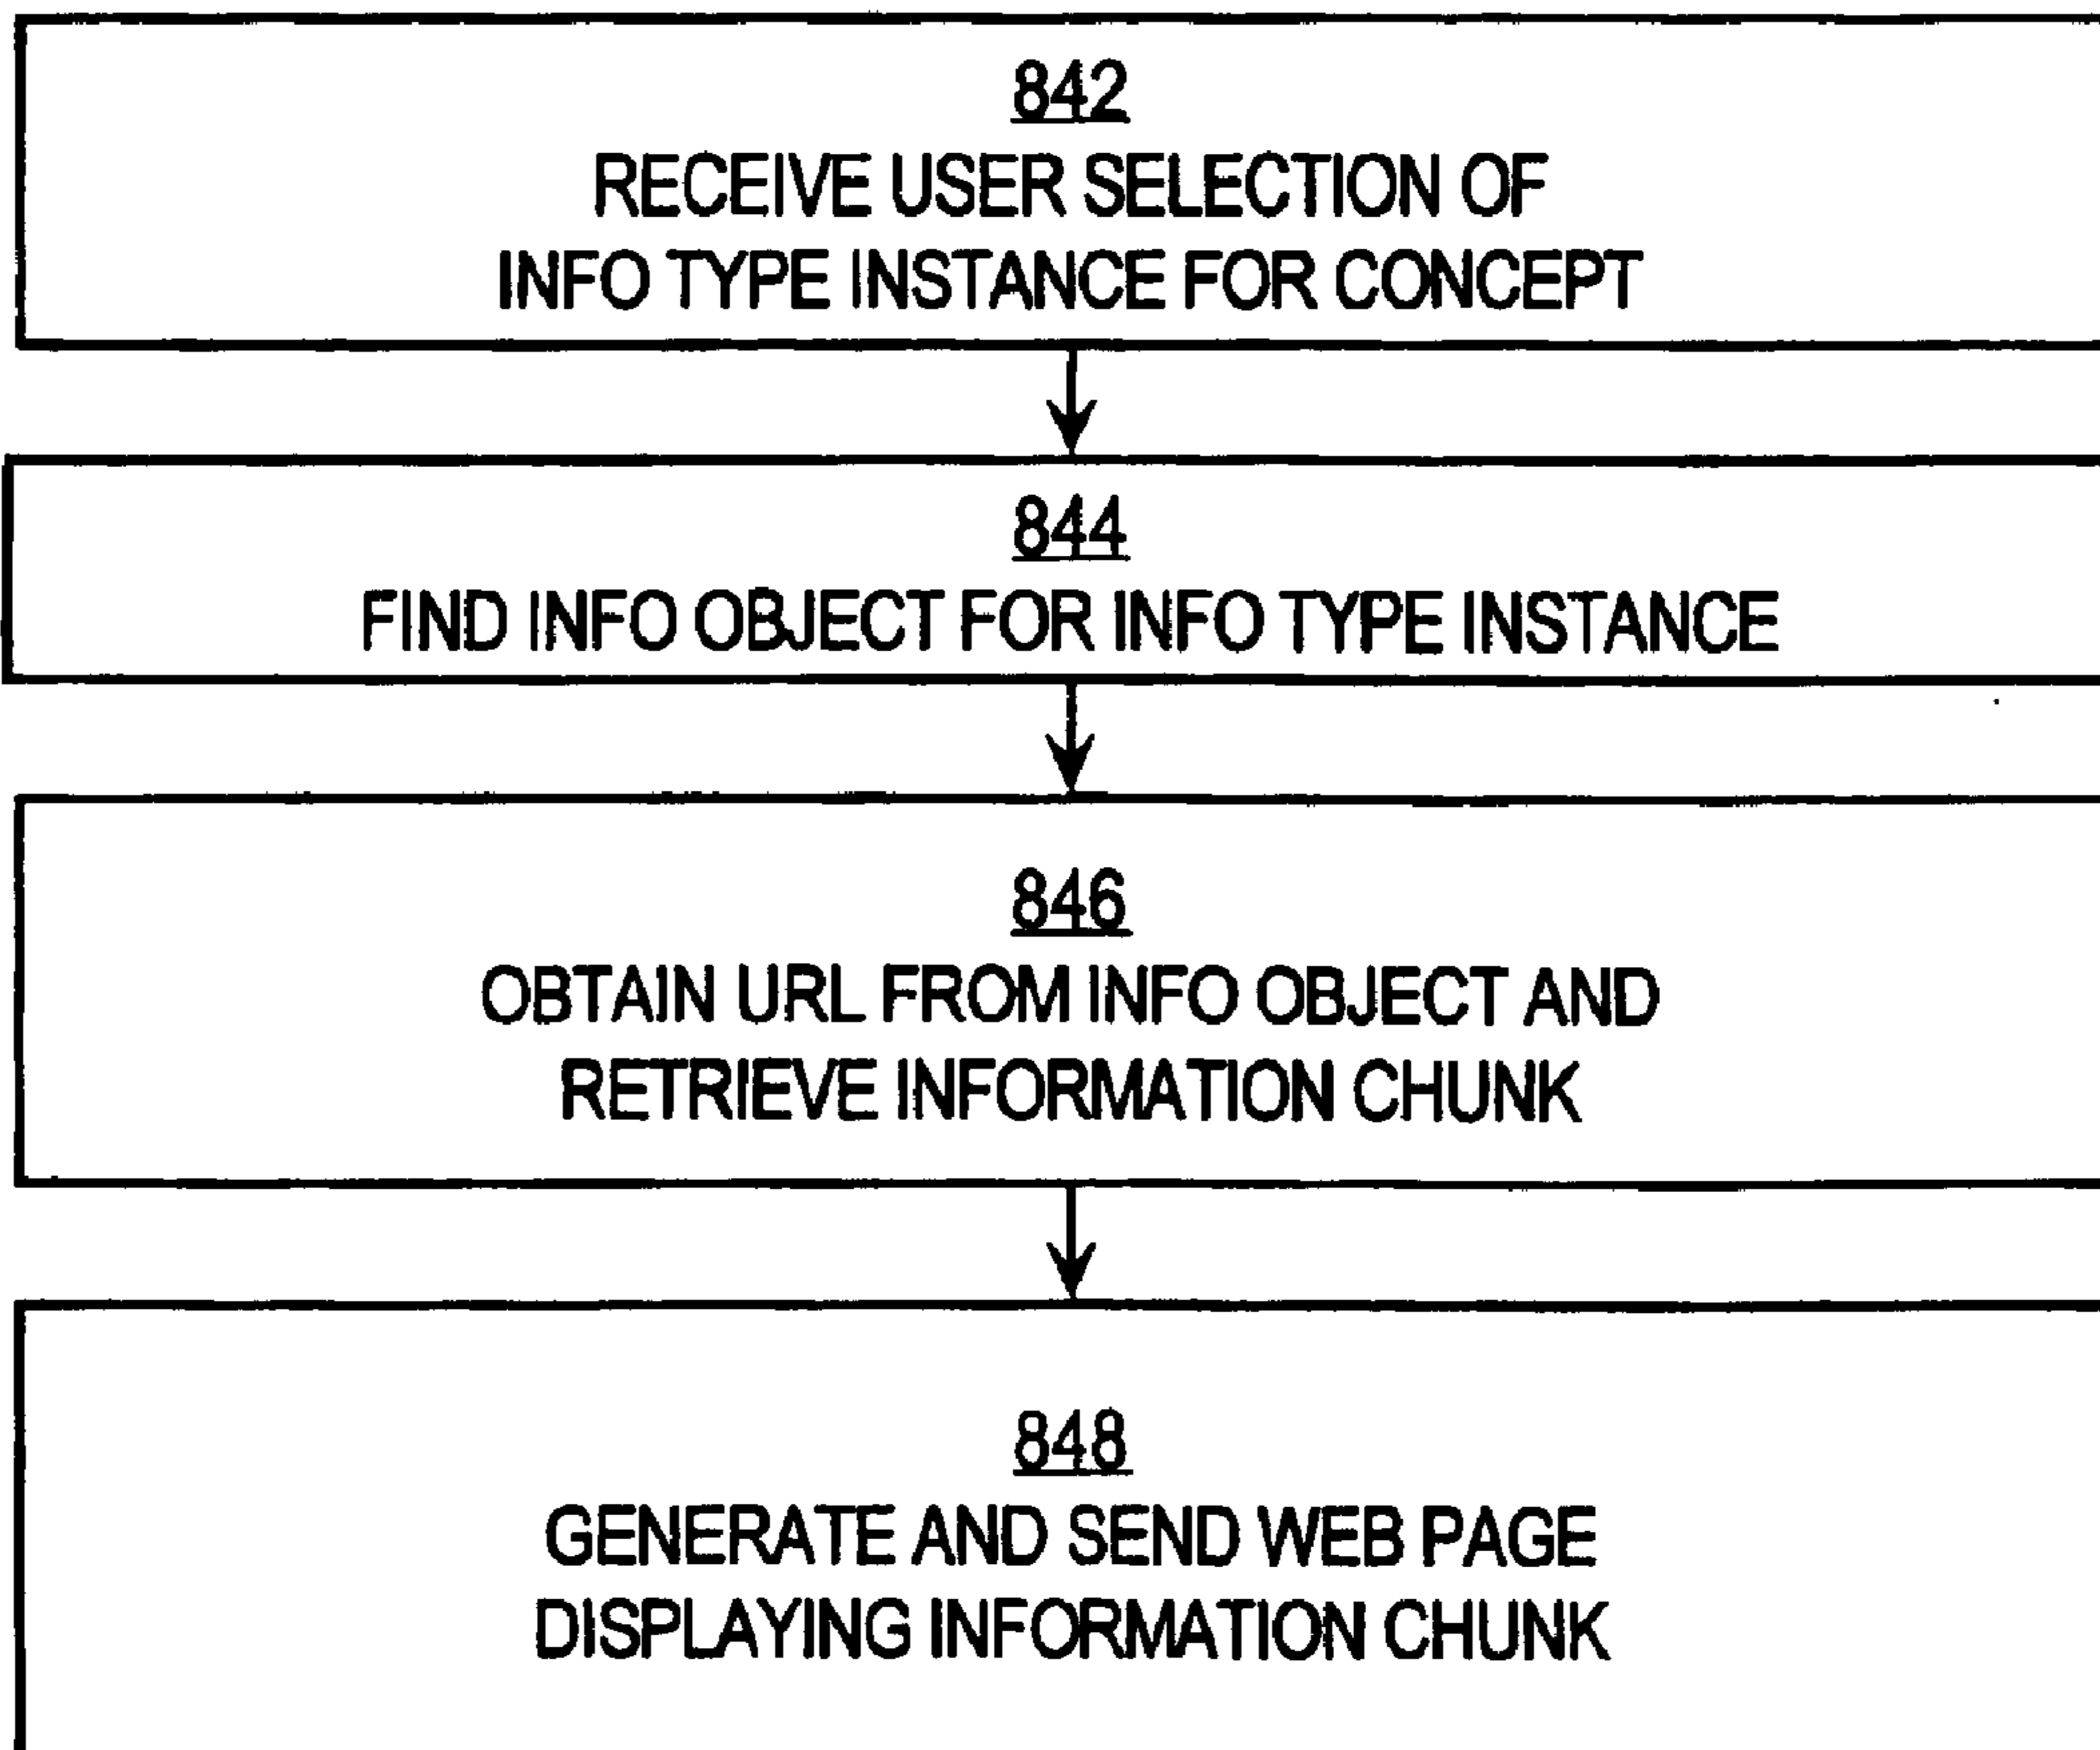 842
RECEIVE USER SELECTION OF
INFO TYPE INSTANCE FOR CONCEPT
844
FIND INFO OBJECT FOR INFO TYPE INSTANCE
846
OBTAIN URL FROM INFO OBJECT AND
RETRIEVE INFORMATION CHUNK
848
GENERATE AND SEND WEB PAGE
DISPLAYING INFORMATION CHUNK